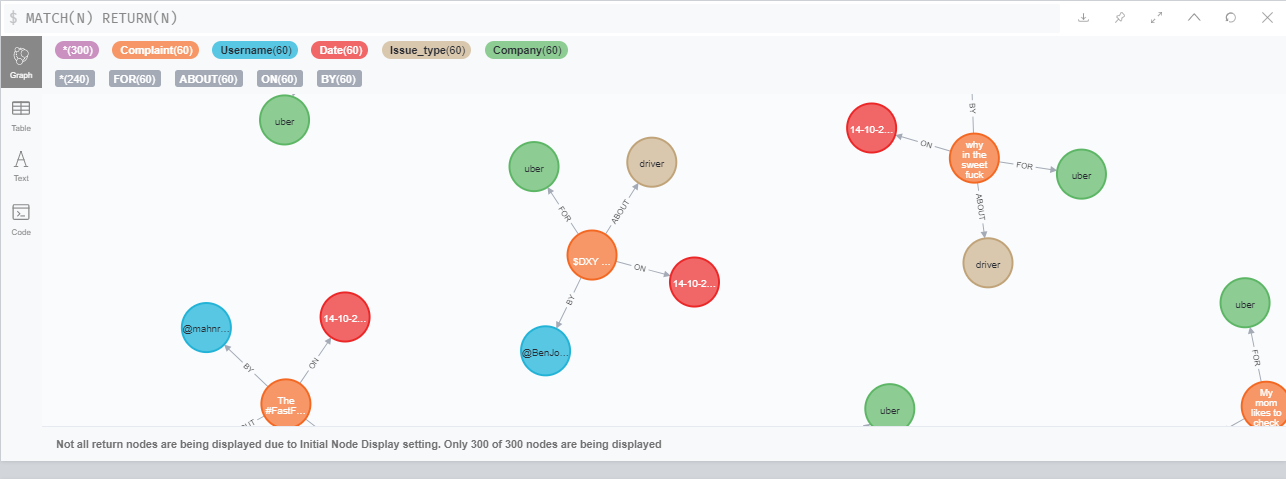 $ MATCH(N) RETURN(N)
*(300) Complaint(60) Username(60) Date(60) Issue_type(60) Company(60)
*(240) FOR(60) ABOUT(60) ON(60) BY(60)
Graph
Table
Text
Code
uber
uber
driver
FOR
ABOUT
$DXY ...
ON
14-10-2...
BY
@BenJo...
BY
14-10-2...
ON
why
in the
sweet
fuck
FOR
uber
ABOUT
driver
@mahnr...
14-10-2...
BY
ON
The
#FastF...
UT
uber
uber
FOR
My
mom
likes to
check
Not all return nodes are being displayed due to Initial Node Display setting. Only 300 of 300 nodes are being displayed